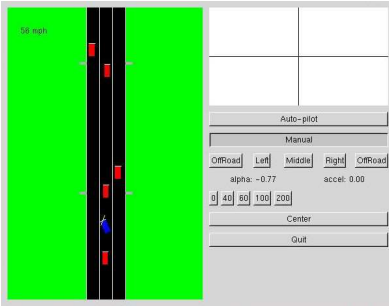 56 mph
Auto-pilot
Manual
OffRoad Left Middle Right OffRoad
alpha: -0.77 accel: 0.00
0 40 60 100 200
Center
Quit